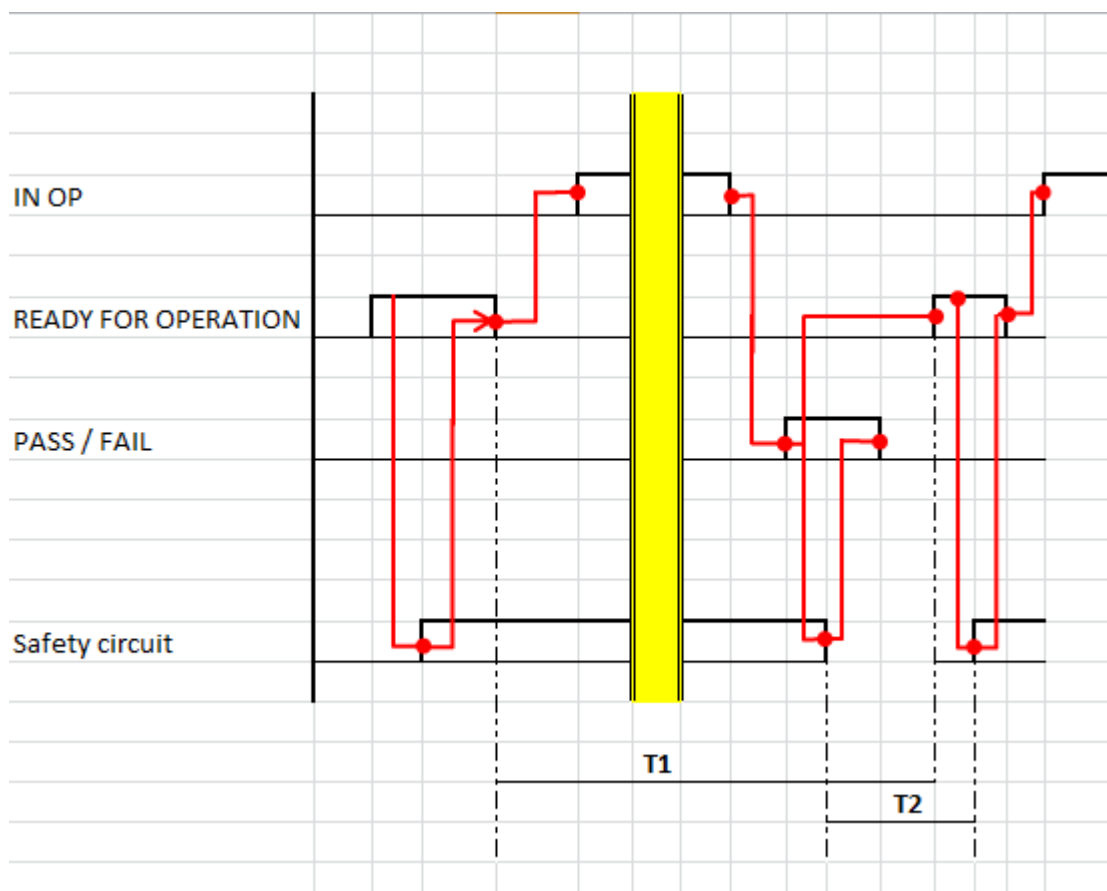 IN OP
READY FOR OPERATION
PASS / FAIL
Safety circuit
T1
T2